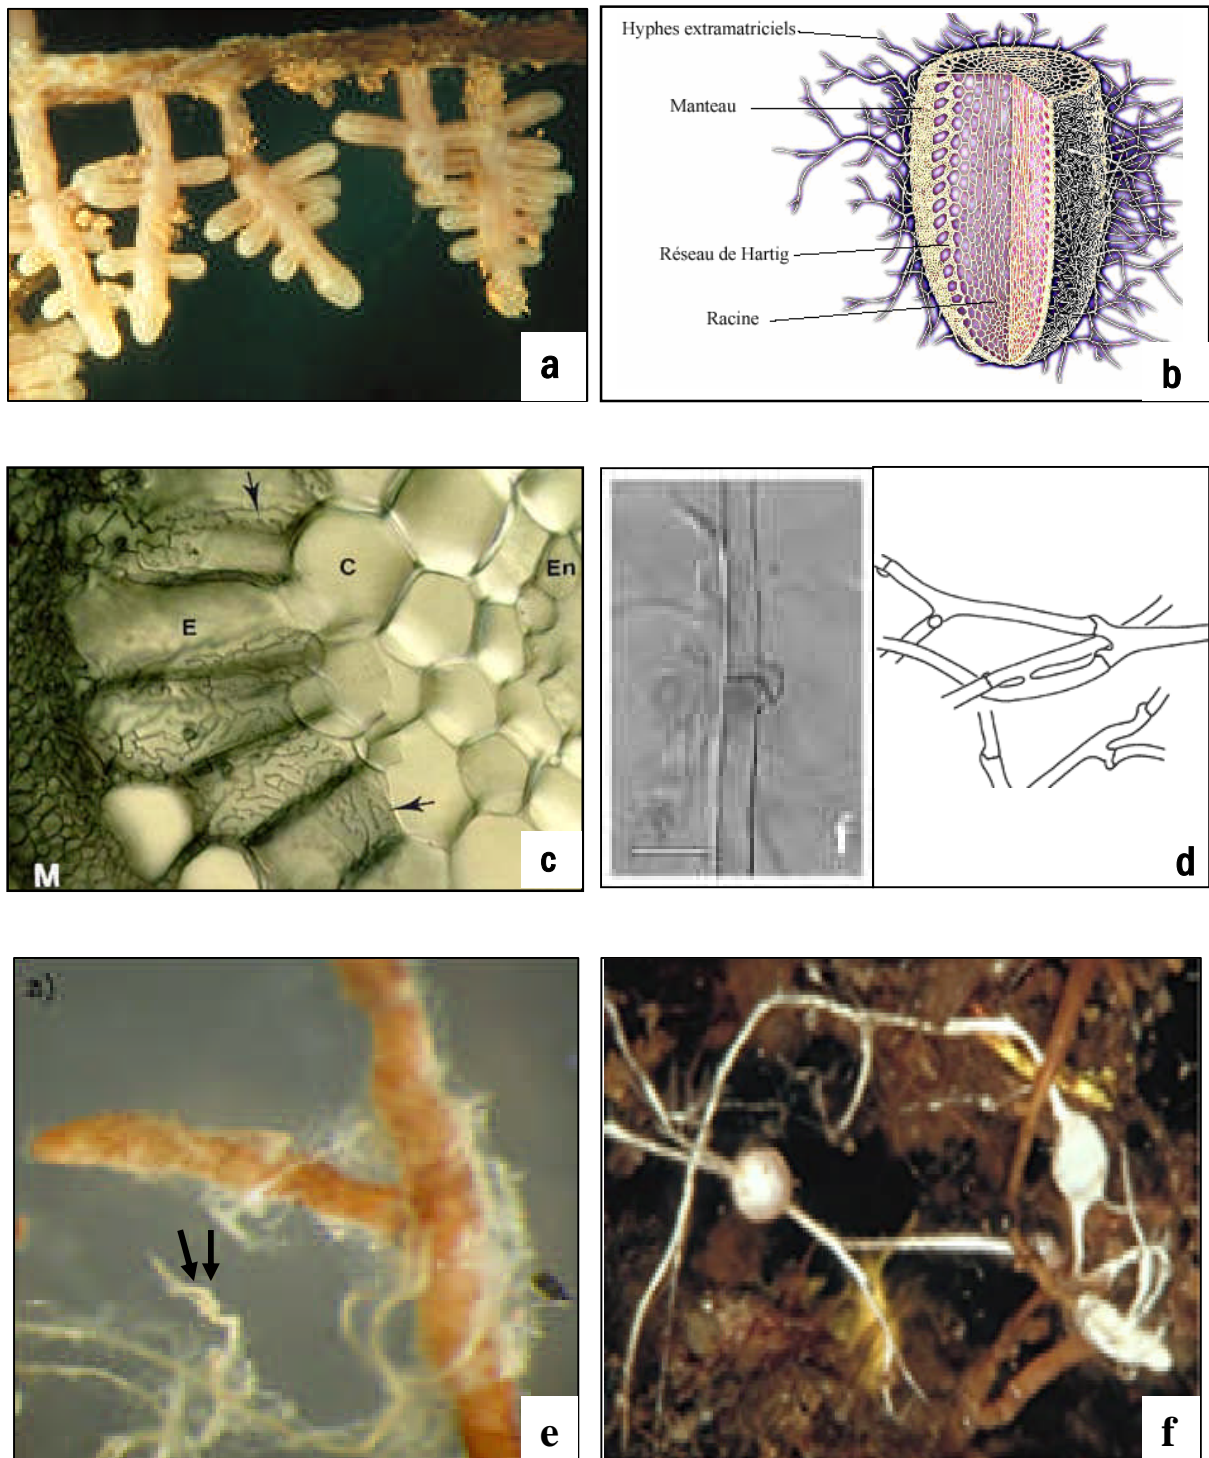 a
Hyphes extramatriciels
Manteau
Réseau de Hartig
Racine
b
C
En
E
M
c
f
d
a)
e
f